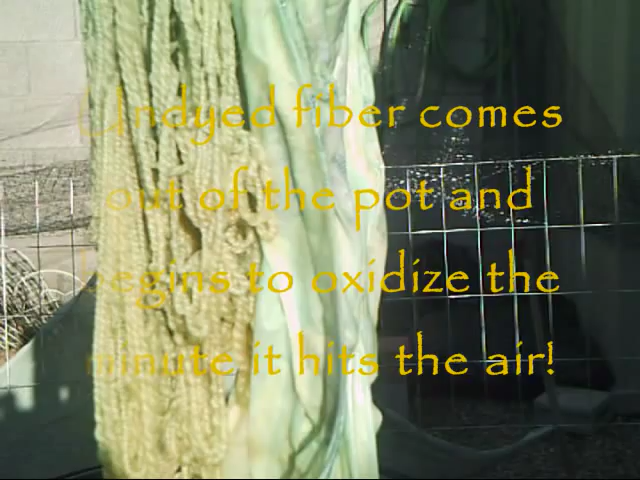 Undyed fiber comes
out of the pot and
begins to oxidize the
minute it hits the air!